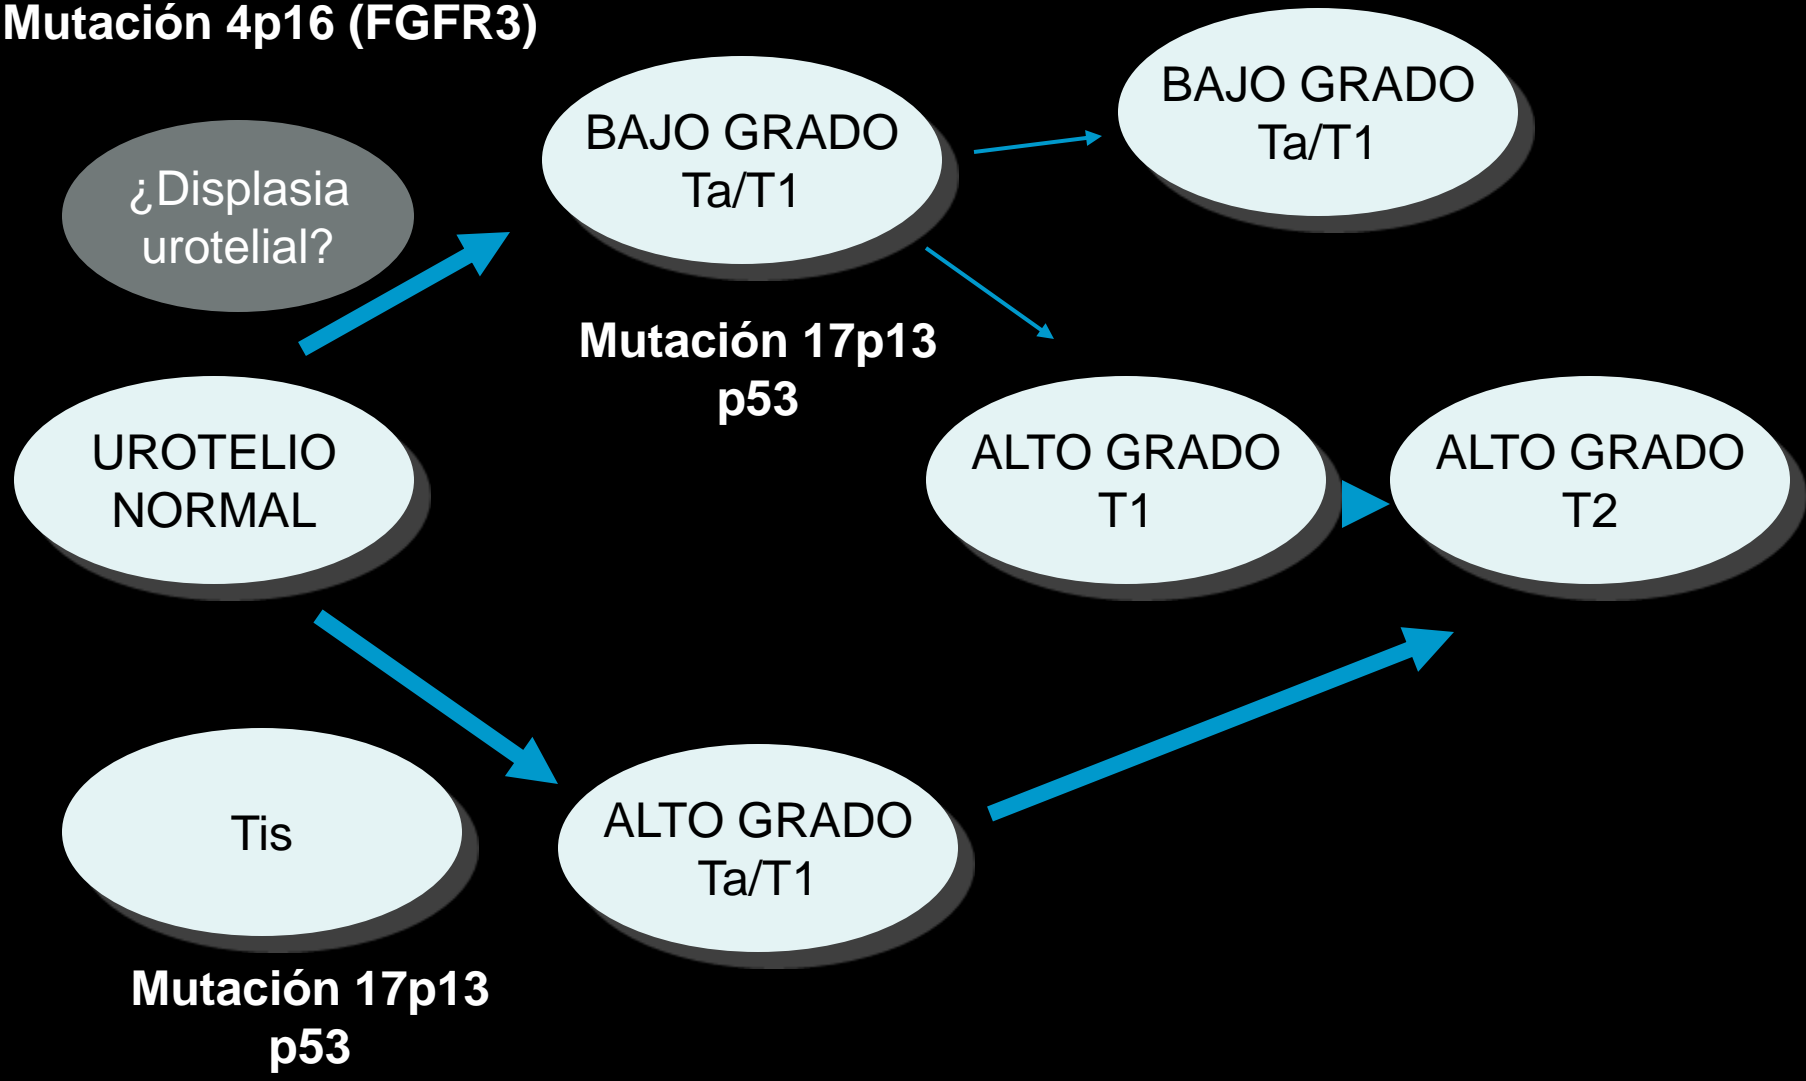 Mutación 4p16 (FGFR3)
¿Displasia
urotelial?
BAJO GRADO
Ta/T1
BAJO GRADO
Ta/T1
Mutación 17p13
p53
UROTELIO
NORMAL
ALTO GRADO
T1
ALTO GRADO
T2
Tis
ALTO GRADO
Ta/T1
Mutación 17p13
p53